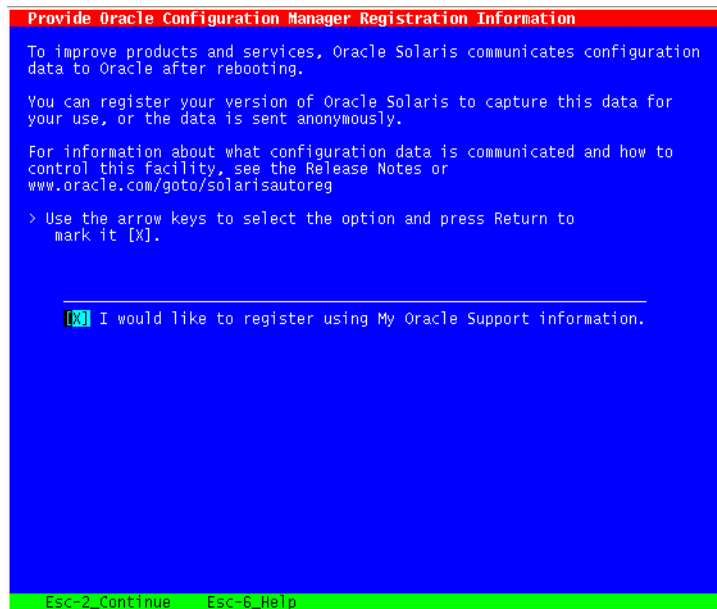 Provide Oracle Configuration Manager Registration Information
To improve products and services, Oracle Solaris communicates configuration
data to Oracle after rebooting.
You can register your version of Oracle Solaris to capture this data for
your use, or the data is sent anonymously.
For information about what configuration data is communicated and how to
control this facility, see the Release Notes or
www.oracle.com/goto/solarisautoreg
> Use the arrow keys to select the option and press Return to
mark it [X].
[X] I would like to register using My Oracle Support information.
Esc-2_Continue    Esc-6_Help